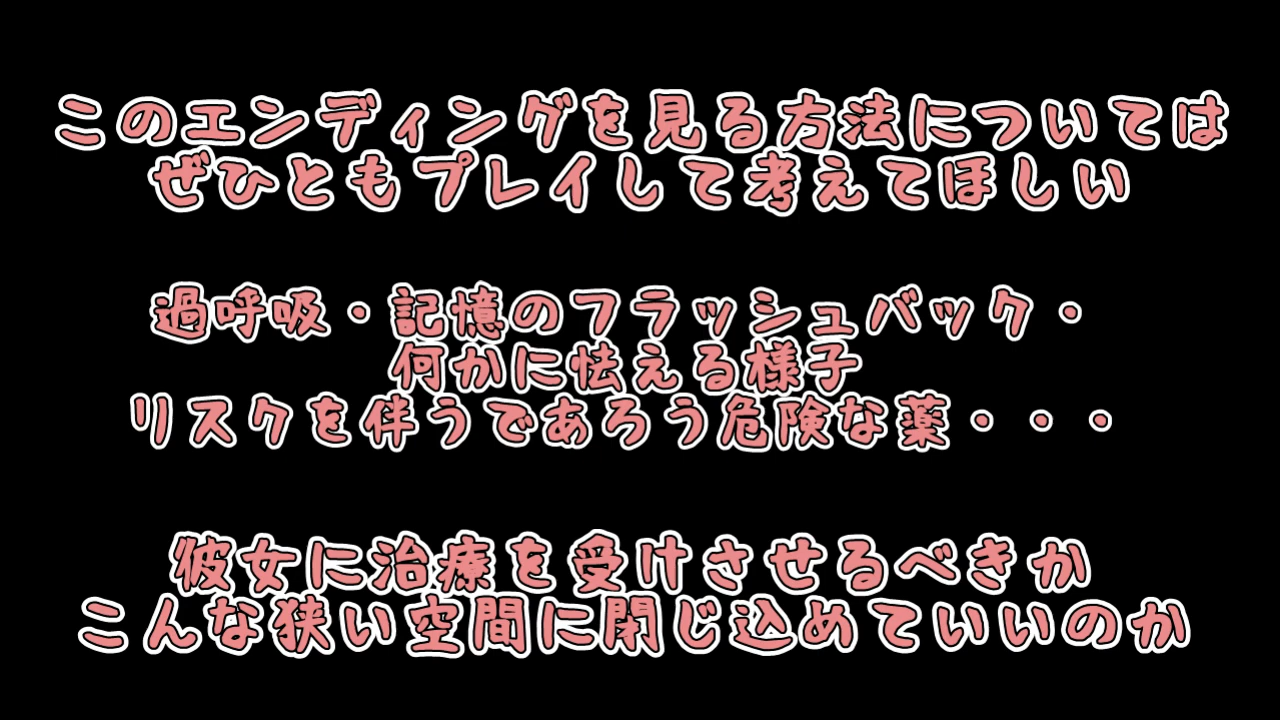 このエンディングを見る方法については
ぜひともプレイして考えてほしい
過呼吸・記憶のフラッシュバック・
何かに怯える様子
リスクを伴うであろう危険な薬・・・
彼女に治療を受けさせるべきか
こんな狭い空間に閉じ込めていいのか